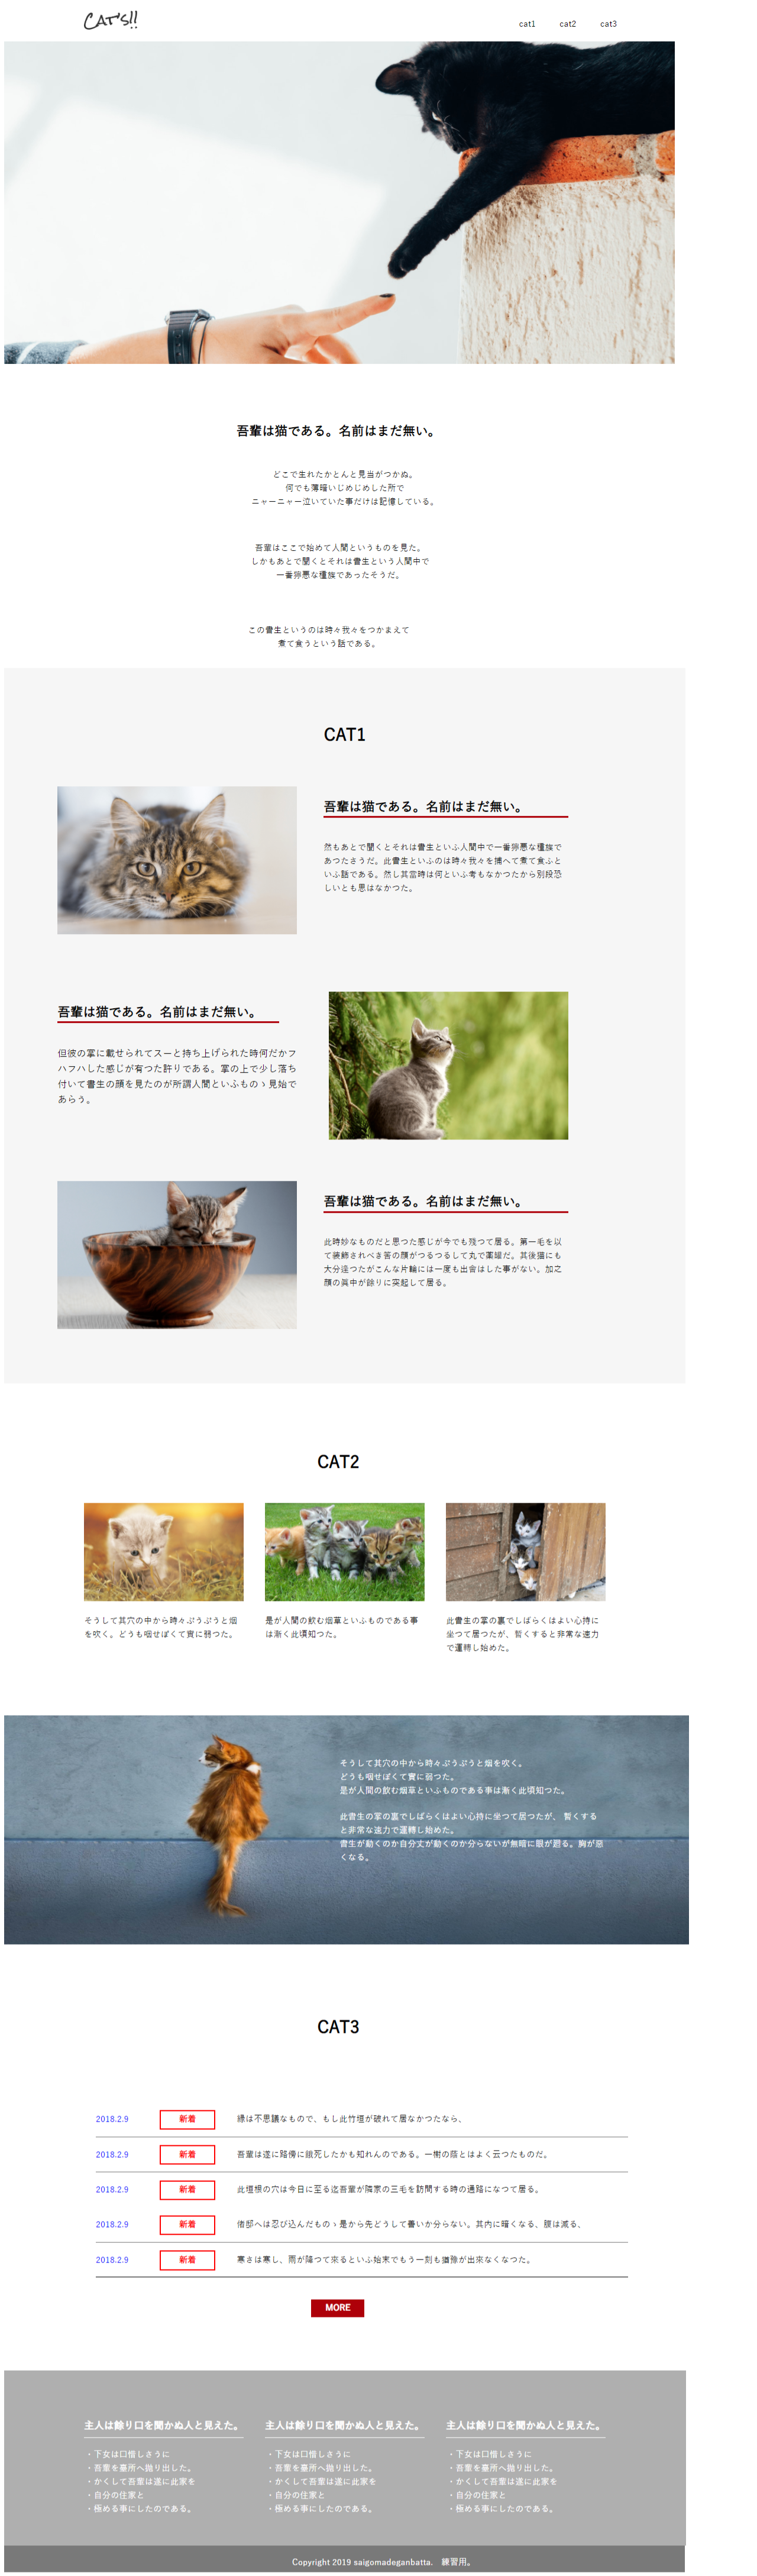 CAT'S!!
cat1 cat2 cat3
吾輩は猫である。名前はまだ無い。
どこで生れたかとんと見当がつかぬ。
何でも薄暗いじめじめした所で
ニャーニャー泣いていた事だけは記憶している。
吾輩はここで始めて人間というものを見た。
しかもあとで聞くとそれは書生という人間中で
一番獰悪な種族であったそうだ。
この書生というのは時々我々をつかまえて
煮て食うという話である。
CAT1
吾輩は猫である。名前はまだ無い。
然もあとで聞くとそれは書生といふ人間中で一番獰悪な種族で
あつたさうだ。此書生といふのは時々我々を捕へて煮て食ふと
いふ話である。然し其當時は何といふ考もなかつたから別段恐
しいとも思はなかつた。
吾輩は猫である。名前はまだ無い。
但彼の掌に載せられてスーと持ち上げられた時何だかフ
ハフハした感じが有つた許りである。掌の上で少し落ち
付いて書生の顔を見たのが所謂人間といふものゝ見始で
あらう。
吾輩は猫である。名前はまだ無い。
此時妙なものだと思つた感じが今でも殘つて居る。第一毛を以
て装飾されべき筈の顔がつるつるして丸で薬罐だ。其後猫にも
大分逢つたがこんな片輪には一度も出會はした事がない。加之
顔の眞中が餘りに突起して居る。
CAT2
そうして其穴の中から時々ぷうぷうと烟
を吹く。どうも咽せぽくて實に弱つた。
是が人間の飲む烟草といふものである事
は漸く此頃知つた。
此書生の掌の裏でしばらくはよい心持に
坐つて居つたが、暫くすると非常な速力
で運轉し始めた。
そうして其穴の中から時々ぷうぷうと烟を吹く。
どうも咽せぽくて實に弱つた。
是が人間の飲む烟草といふものである事は漸く此頃知つた。
此書生の掌の裏でしばらくはよい心持に坐つて居つたが、 暫くする
と非常な速力で運轉し始めた。
書生が動くのか自分丈が動くのか分らないが無暗に眼が廻る。胸が惡
くなる。
CAT3
2018.2.9 新着 縁は不思議なもので、もし此竹垣が破れて居なかつたなら、
2018.2.9 新着 吾輩は遂に路傍に餓死したかも知れんのである。一樹の蔭とはよく云つたものだ。
2018.2.9 新着 此垣根の穴は今日に至る迄吾輩が隣家の三毛を訪問する時の通路になつて居る。
2018.2.9 新着 偖邸へは忍び込んだものゝ是から先どうして善いか分らない。其内に暗くなる、腹は減る、
2018.2.9 新着 寒さは寒し、雨が降つて來るといふ始末でもう一刻も猶豫が出來なくなつた。
MORE
主人は餘り口を聞かぬ人と見えた。
・下女は口惜しさうに
・吾輩を臺所へ抛り出した。
・かくして吾輩は遂に此家を
・自分の住家と
・極める事にしたのである。
主人は餘り口を聞かぬ人と見えた。
・下女は口惜しさうに
・吾輩を臺所へ抛り出した。
・かくして吾輩は遂に此家を
・自分の住家と
・極める事にしたのである。
主人は餘り口を聞かぬ人と見えた。
・下女は口惜しさうに
・吾輩を臺所へ抛り出した。
・かくして吾輩は遂に此家を
・自分の住家と
・極める事にしたのである。
Copyright 2019 saigomadeganbatta. 練習用。